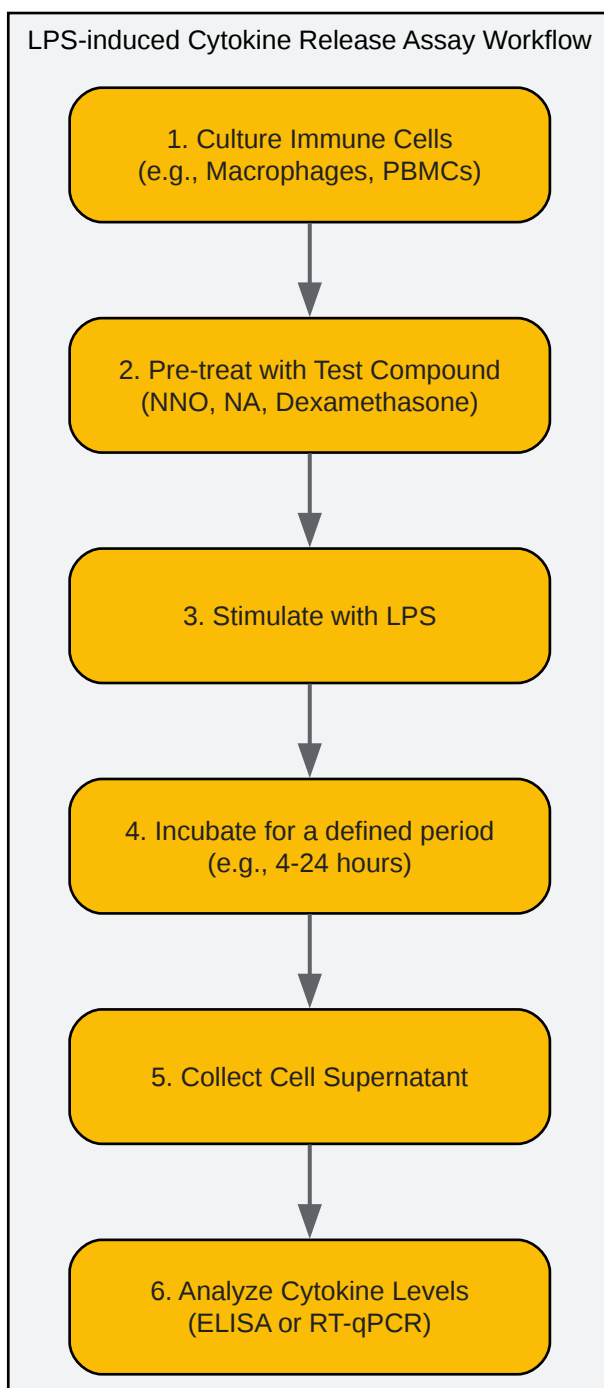 LPS-induced Cytokine Release Assay Workflow
1. Culture Immune Cells
(e.g., Macrophages, PBMCs)
2. Pre-treat with Test Compound
(NNO, NA, Dexamethasone)
3. Stimulate with LPS
4. Incubate for a defined period
(e.g., 4-24 hours)
5. Collect Cell Supernatant
6. Analyze Cytokine Levels
(ELISA or RT-qPCR)